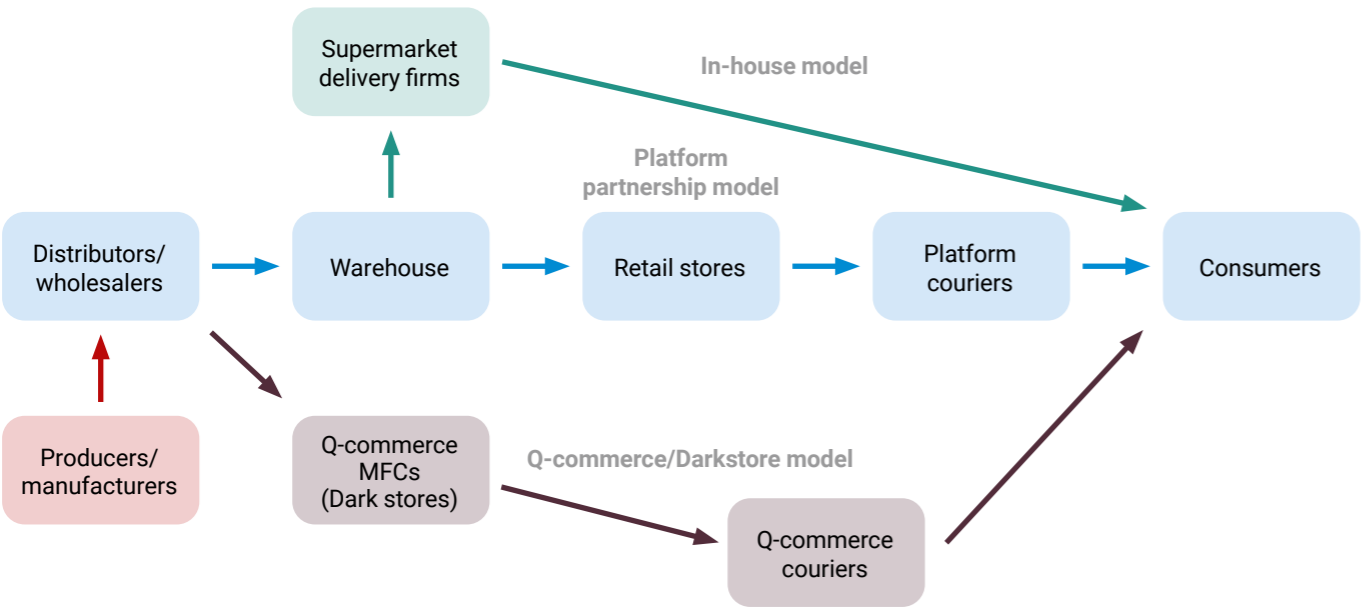 Supermarket
delivery firms
In-house model
Platform
partnership model
Distributors/
wholesalers
Warehouse
Retail stores
Platform
couriers
Consumers
Producers/
manufacturers
Q-commerce
MFCs
(Dark stores)
Q-commerce/Darkstore model
Q-commerce
couriers